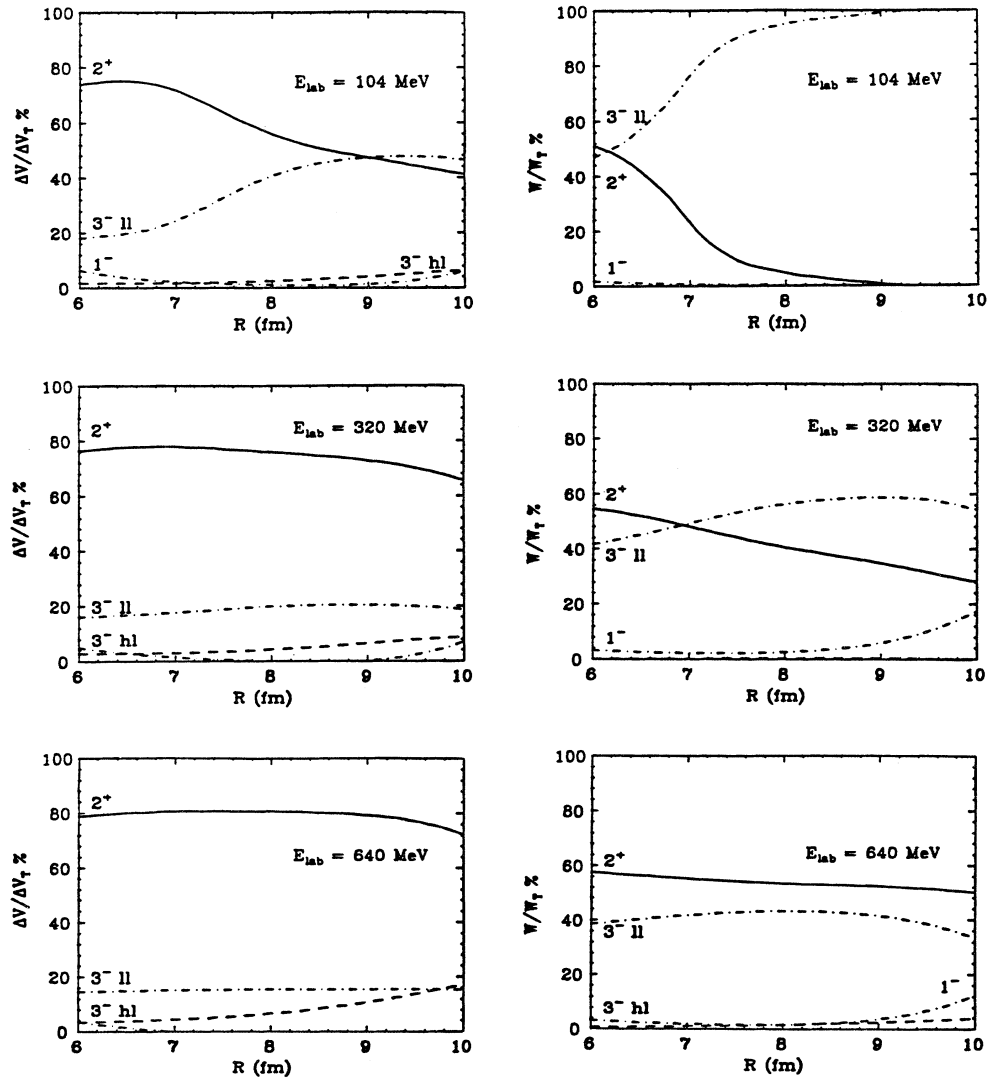 100
80
60
40
20
0
ΔV/ΔV_T %
2⁺
E_lab = 104 MeV
3⁻ ll
1⁻
3⁻ hl
6 7 8 9 10
R (fm)
100
80
60
40
20
0
W/W_T %
E_lab = 104 MeV
3⁻ ll
2⁺
1⁻
6 7 8 9 10
R (fm)
100
80
60
40
20
0
ΔV/ΔV_T %
2⁺
E_lab = 320 MeV
3⁻ ll
3⁻ hl
6 7 8 9 10
R (fm)
100
80
60
40
20
0
W/W_T %
E_lab = 320 MeV
2⁺
3⁻ ll
1⁻
6 7 8 9 10
R (fm)
100
80
60
40
20
0
ΔV/ΔV_T %
2⁺
E_lab = 640 MeV
3⁻ ll
3⁻ hl
6 7 8 9 10
R (fm)
100
80
60
40
20
0
W/W_T %
2⁺
E_lab = 640 MeV
3⁻ ll
3⁻ hl
1⁻
6 7 8 9 10
R (fm)